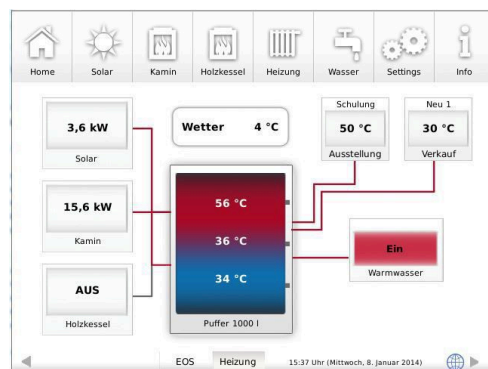 Home Solar Kamin Holzkessel Heizung Wasser Settings Info
Schulung Neu 1
3,6 kW Wetter 4 °C 50 °C 30 °C
Solar Ausstellung Verkauf
56 °C
15,6 kW
Kamin 36 °C Ein
Warmwasser
AUS 34 °C
Holzkessel Puffer 1000 l
EOS Heizung 15:37 Uhr (Mittwoch, 8. Januar 2014)